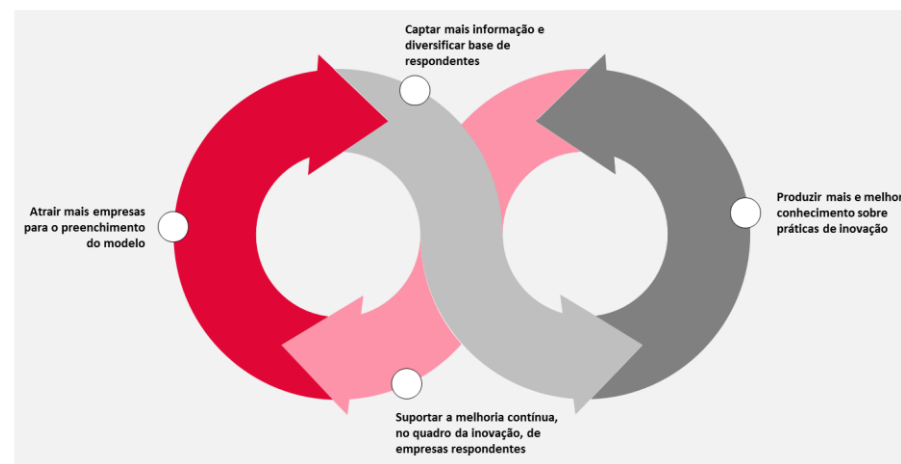 Captar mais informação e
diversificar base de
respondentes
Atrair mais empresas
para o preenchimento
do modelo
Produzir mais e melhor
conhecimento sobre
práticas de inovação
Suportar a melhoria contínua,
no quadro da inovação, de
empresas respondentes